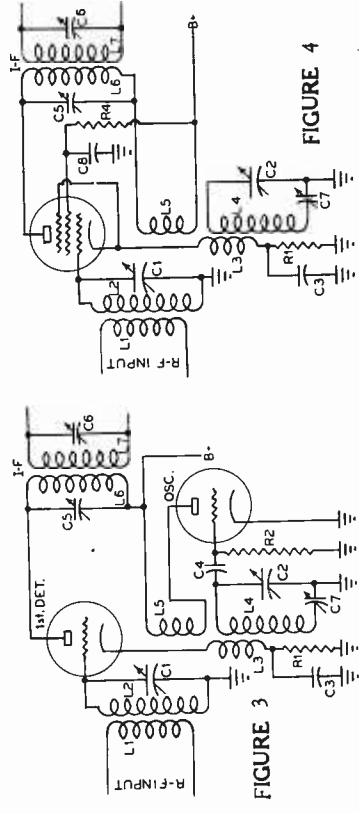 I-F
C6
L7
C5
L6
1st. DET.
OSC.
B+
L5
R-F INPUT
L1
L2
C1
C4
L4
C2
R2
C7
L3
R1
C3
FIGURE 3
I-F
C6
L7
L6
C5
R4
C8
B+
L5
R-F INPUT
L1
L2
C1
L4
C2
C7
L3
R1
C3
FIGURE 4